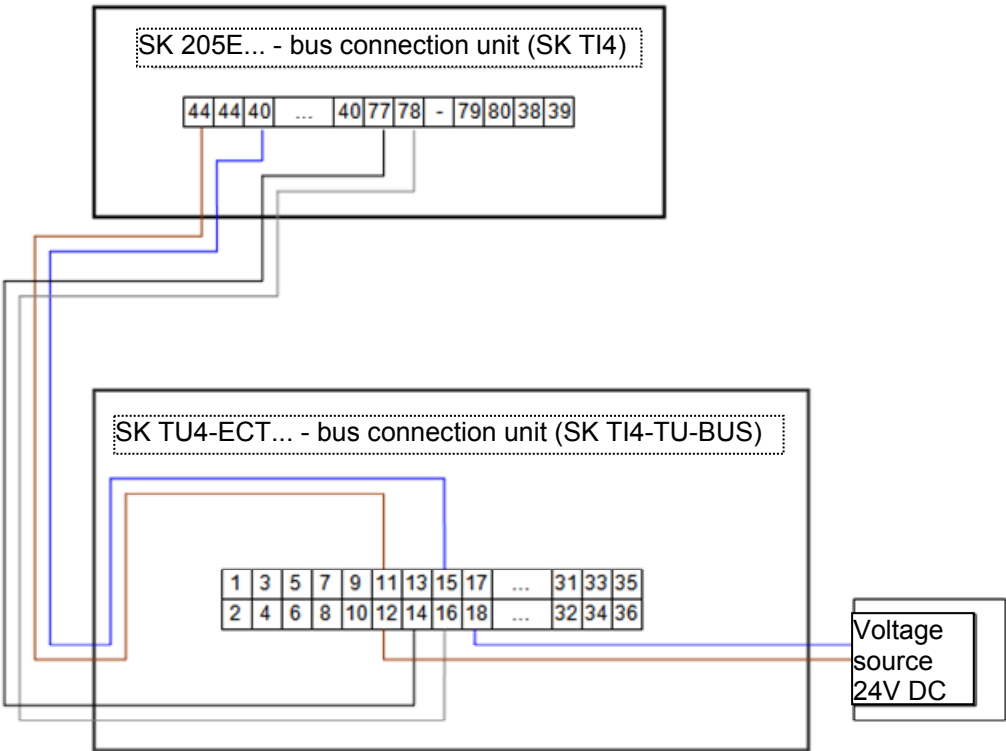 SK 205E... - bus connection unit (SK TI4)
44 44 40 ... 40 77 78 - 79 80 38 39
SK TU4-ECT... - bus connection unit (SK TI4-TU-BUS)
1 3 5 7 9 11 13 15 17 ... 31 33 35
2 4 6 8 10 12 14 16 18 ... 32 34 36
Voltage
source
24V DC